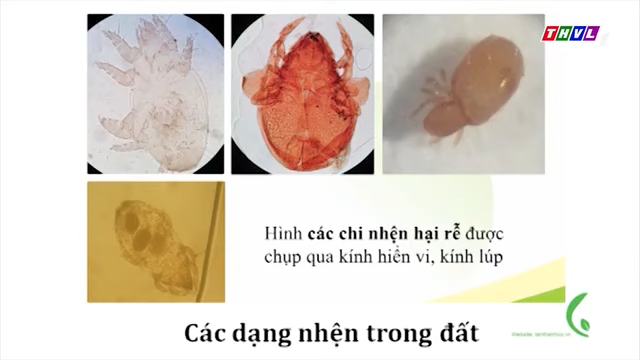 THVL
Hình các chi nhện hại rễ được
chụp qua kính hiển vi, kính lúp
Các dạng nhện trong đất